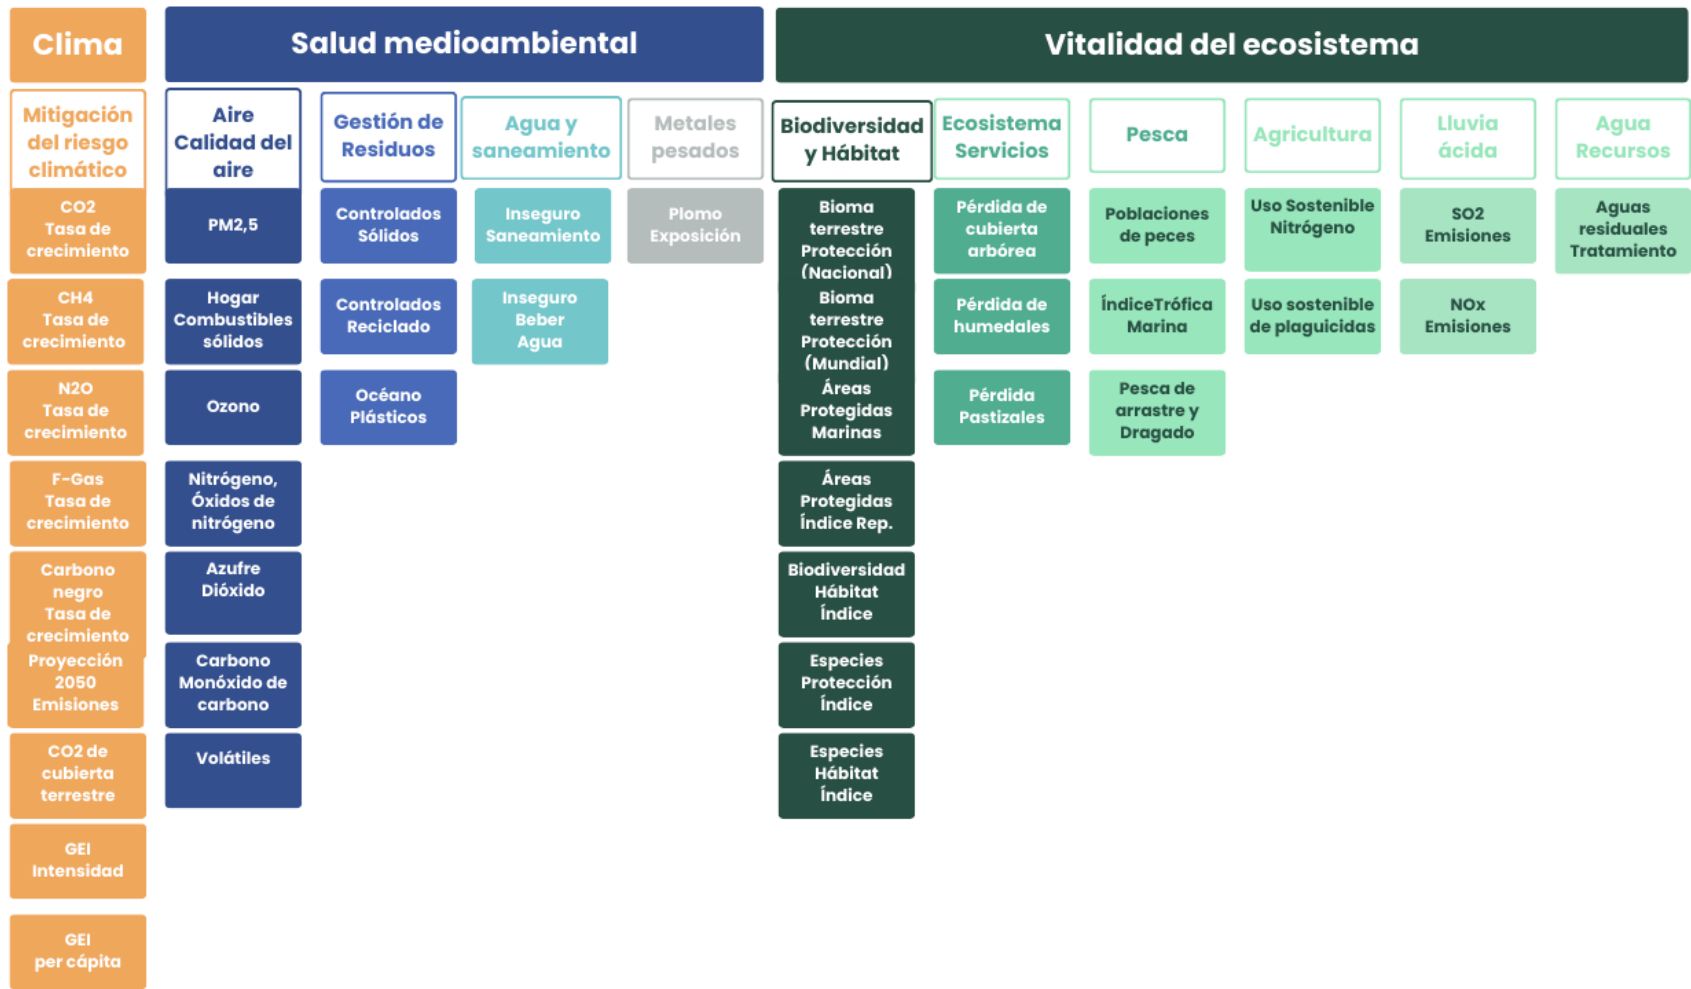 Clima
Salud medioambiental
Vitalidad del ecosistema
Mitigación
del riesgo
climático
Aire
Calidad del
aire
Gestión de
Residuos
Agua y
saneamiento
Metales
pesados
Biodiversidad
y Hábitat
Ecosistema
Servicios
Pesca
Agricultura
Lluvia
ácida
Agua
Recursos
CO2
Tasa de
crecimiento
PM2,5
Controlados
Sólidos
Inseguro
Saneamiento
Plomo
Exposición
Bioma
terrestre
Protección
(Nacional)
Pérdida de
cubierta
arbórea
Poblaciones
de peces
Uso Sostenible
Nitrógeno
SO2
Emisiones
Aguas
residuales
Tratamiento
CH4
Tasa de
crecimiento
Hogar
Combustibles
sólidos
Controlados
Reciclado
Inseguro
Beber
Agua
Bioma
terrestre
Protección
(Mundial)
Pérdida de
humedales
ÍndiceTrófica
Marina
Uso sostenible
de plaguicidas
NOx
Emisiones
N2O
Tasa de
crecimiento
Ozono
Océano
Plásticos
Áreas
Protegidas
Marinas
Pérdida
Pastizales
Pesca de
arrastre y
Dragado
F-Gas
Tasa de
crecimiento
Nitrógeno,
Óxidos de
nitrógeno
Áreas
Protegidas
Índice Rep.
Carbono
negro
Tasa de
crecimiento
Azufre
Dióxido
Biodiversidad
Hábitat
Índice
Proyección
2050
Emisiones
Carbono
Monóxido de
carbono
Especies
Protección
Índice
CO2 de
cubierta
terrestre
Volátiles
Especies
Hábitat
Índice
GEI
Intensidad
GEI
per cápita